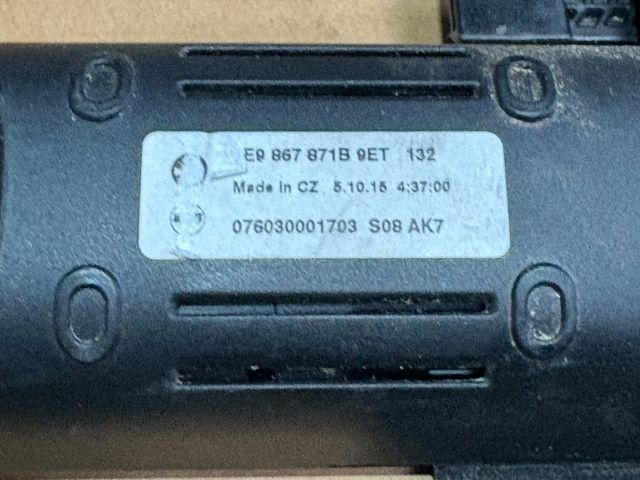 E9 867 871B 9ET 132
Made in CZ 5.10.15 4:37:00
076030001703 S08 AK7